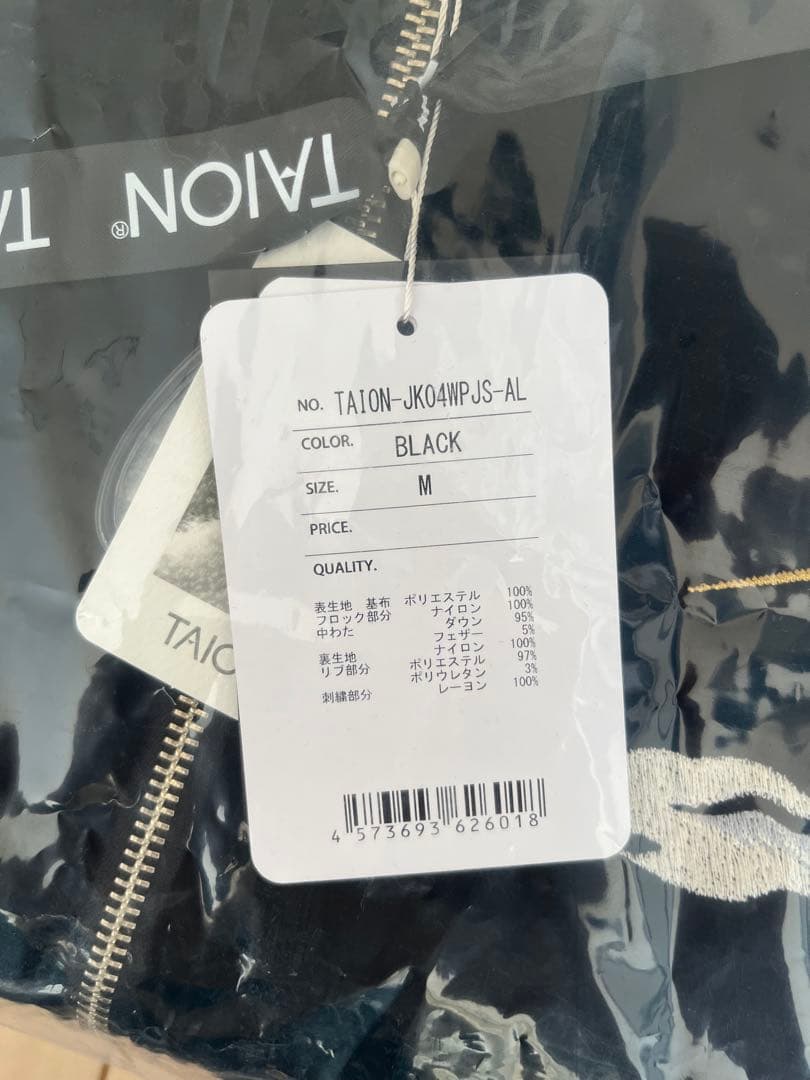 TAION®
TA
NO. TAION-JK04WPJS-AL
COLOR. BLACK
SIZE. M
PRICE.
QUALITY.
表生地 基布 ポリエステル 100%
フロック部分 ナイロン 100%
中わた ダウン 95%
フェザー 5%
裏生地 ナイロン 100%
リブ部分 ポリエステル 97%
ポリウレタン 3%
刺繍部分 レーヨン 100%
TAIO
4 573693 626018